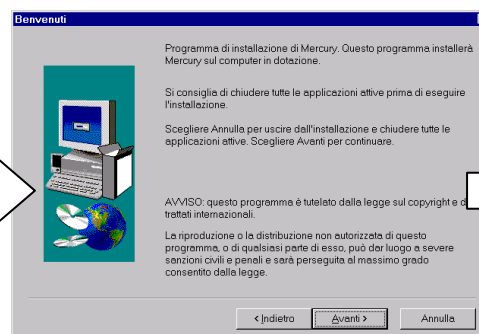 Benvenuti
Programma di installazione di Mercury. Questo programma installerà
Mercury sul computer in dotazione.
Si consiglia di chiudere tutte le applicazioni attive prima di eseguire
l'installazione.
Scegliere Annulla per uscire dall'installazione e chiudere tutte le
applicazioni attive. Scegliere Avanti per continuare.
AVVISO: questo programma è tutelato dalla legge sul copyright e d
trattati internazionali.
La riproduzione o la distribuzione non autorizzata di questo
programma, o di qualsiasi parte di esso, può dar luogo a severe
sanzioni civili e penali e sarà perseguita al massimo grado
consentito dalla legge.
< Indietro Avanti > Annulla